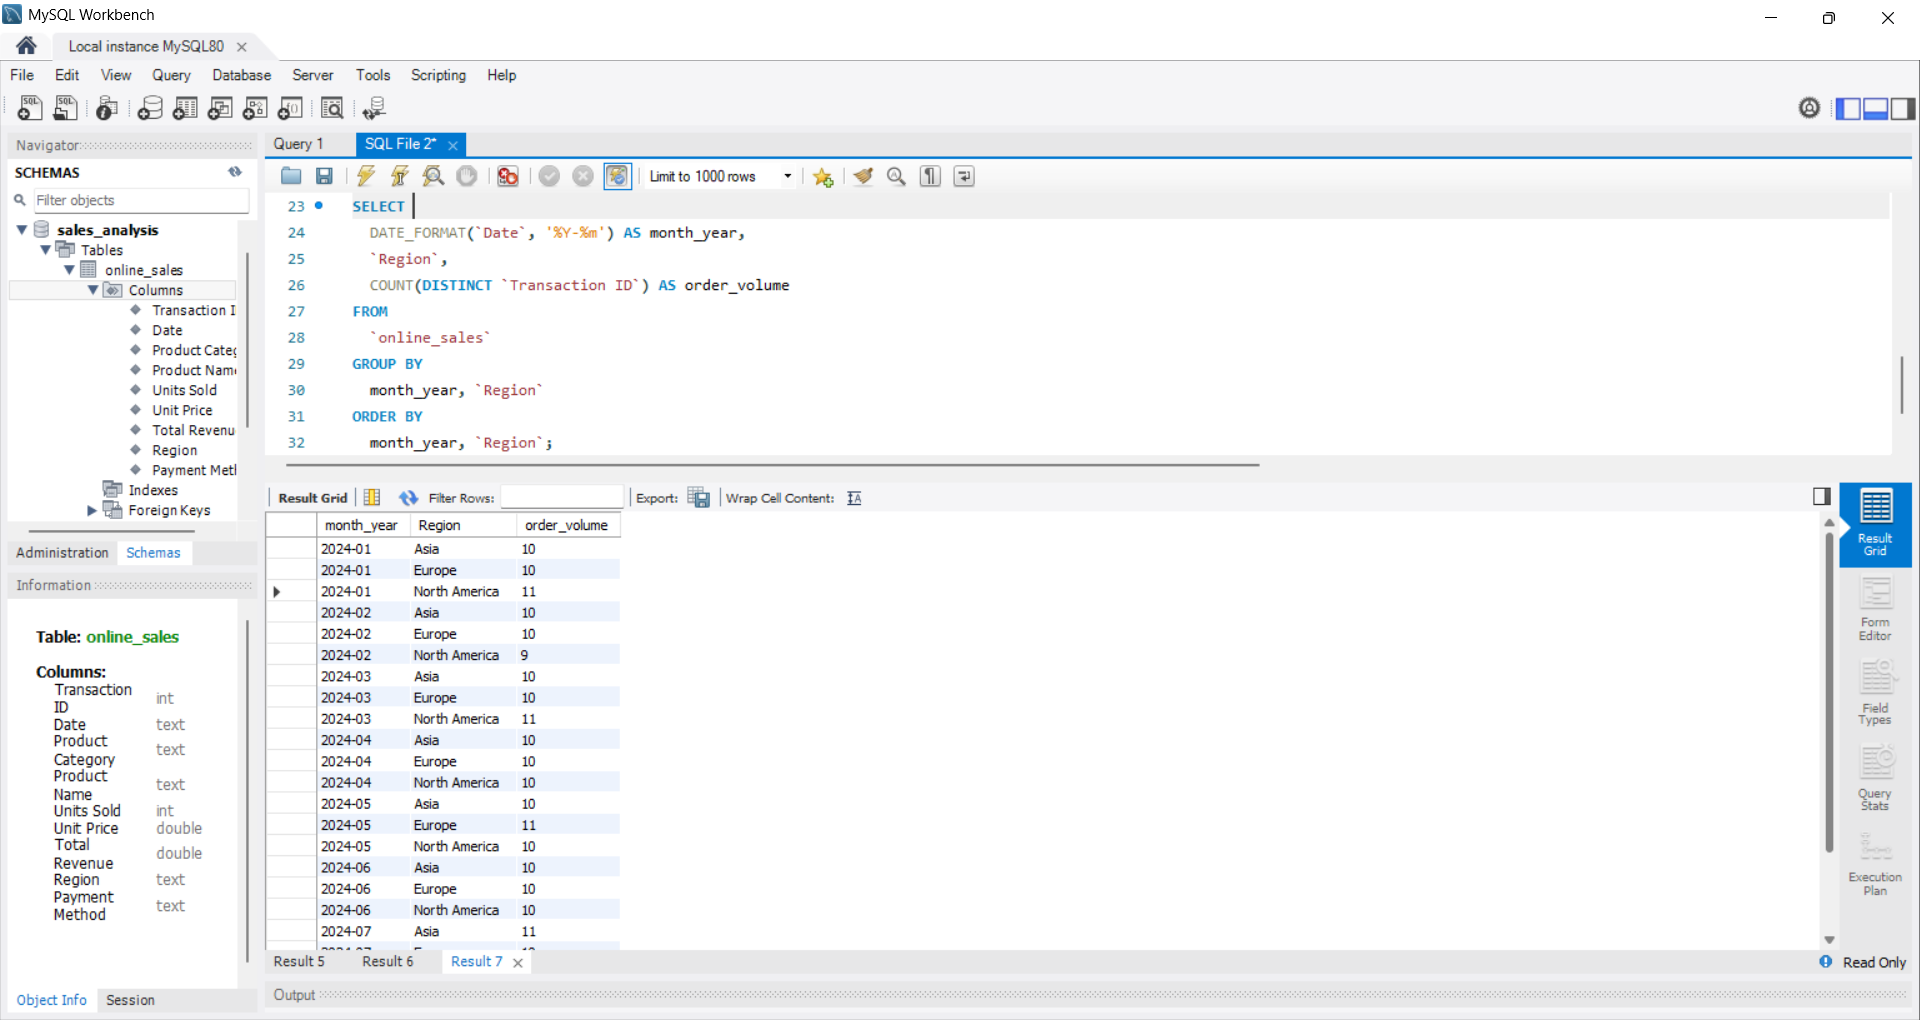 MySQL Workbench
Local instance MySQL80
File Edit View Query Database Server Tools Scripting Help
Navigator
SCHEMAS
Filter objects
sales_analysis
Tables
online_sales
Columns
Transaction I
Date
Product Categ
Product Nam
Units Sold
Unit Price
Total Revenu
Region
Payment Met
Indexes
Foreign Keys
Administration Schemas
Information
Table: online_sales
Columns:
Transaction ID int
Date text
Product Category text
Product Name text
Units Sold int
Unit Price double
Total Revenue double
Region text
Payment Method text
Object Info Session
Query 1 SQL File 2*
Limit to 1000 rows
23 SELECT
24 DATE_FORMAT(`Date`, '%Y-%m') AS month_year,
25 `Region`,
26 COUNT(DISTINCT `Transaction ID`) AS order_volume
27 FROM
28 `online_sales`
29 GROUP BY
30 month_year, `Region`
31 ORDER BY
32 month_year, `Region`;
Result Grid Filter Rows: Export: Wrap Cell Content:
month_year Region order_volume
2024-01 Asia 10
2024-01 Europe 10
2024-01 North America 11
2024-02 Asia 10
2024-02 Europe 10
2024-02 North America 9
2024-03 Asia 10
2024-03 Europe 10
2024-03 North America 11
2024-04 Asia 10
2024-04 Europe 10
2024-04 North America 10
2024-05 Asia 10
2024-05 Europe 11
2024-05 North America 10
2024-06 Asia 10
2024-06 Europe 10
2024-06 North America 10
2024-07 Asia 11
Result 5 Result 6 Result 7
Output
Result Grid
Form Editor
Field Types
Query Stats
Execution Plan
Read Only